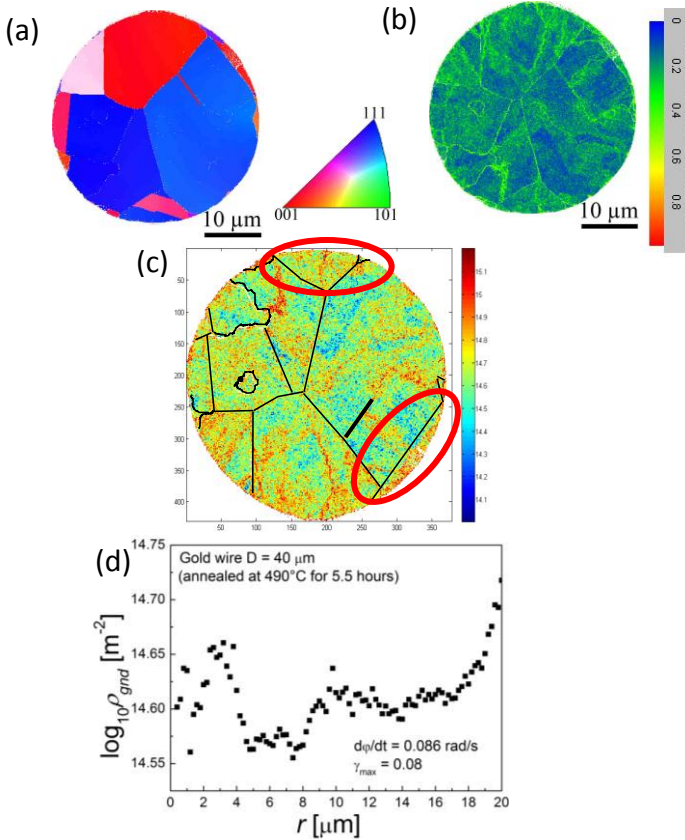 (a)
(b)
111
001
101
10 μm
10 μm
0
0.2
0.4
0.6
0.8
(c)
50
100
150
200
250
300
350
400
50
100
150
200
250
300
350
15.1
14.9
14.8
14.7
14.6
14.5
14.4
14.3
14.2
14.1
(d)
14.75
14.70
14.65
14.60
14.55
log₁₀ρgnd [m⁻²]
Gold wire D = 40 μm
(annealed at 490°C for 5.5 hours)
dφ/dt = 0.086 rad/s
γmax = 0.08
0 2 4 6 8 10 12 14 16 18 20
r [μm]